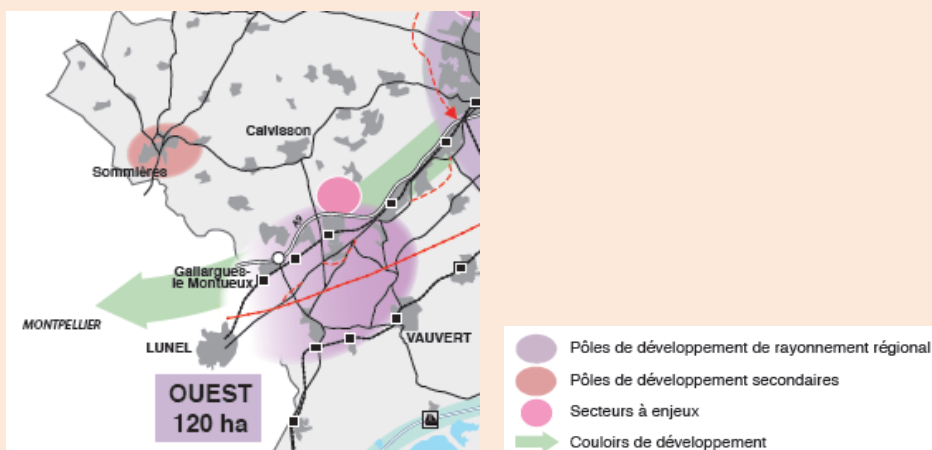 Calvisson
Sommières
A9
Gallargues-
le Montueux
MONTPELLIER
LUNEL
VAUVERT
OUEST
120 ha
Pôles de développement de rayonnement régional
Pôles de développement secondaires
Secteurs à enjeux
Couloirs de développement